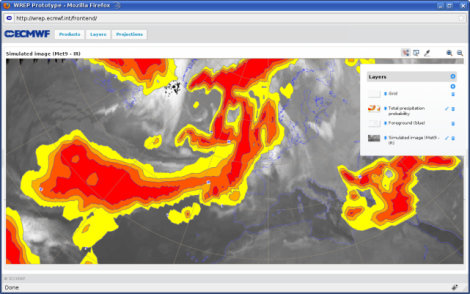 WREP Prototype - Mozilla Firefox
http://wrep.ecmwf.int/frontend/
ECMWF Products Layers Projections
Simulated image (Met9 - IR)
Layers
Grid
Total precipitation
probability
Foreground (blue)
Simulated image (Met9 -
IR)
© ECMWF
Done